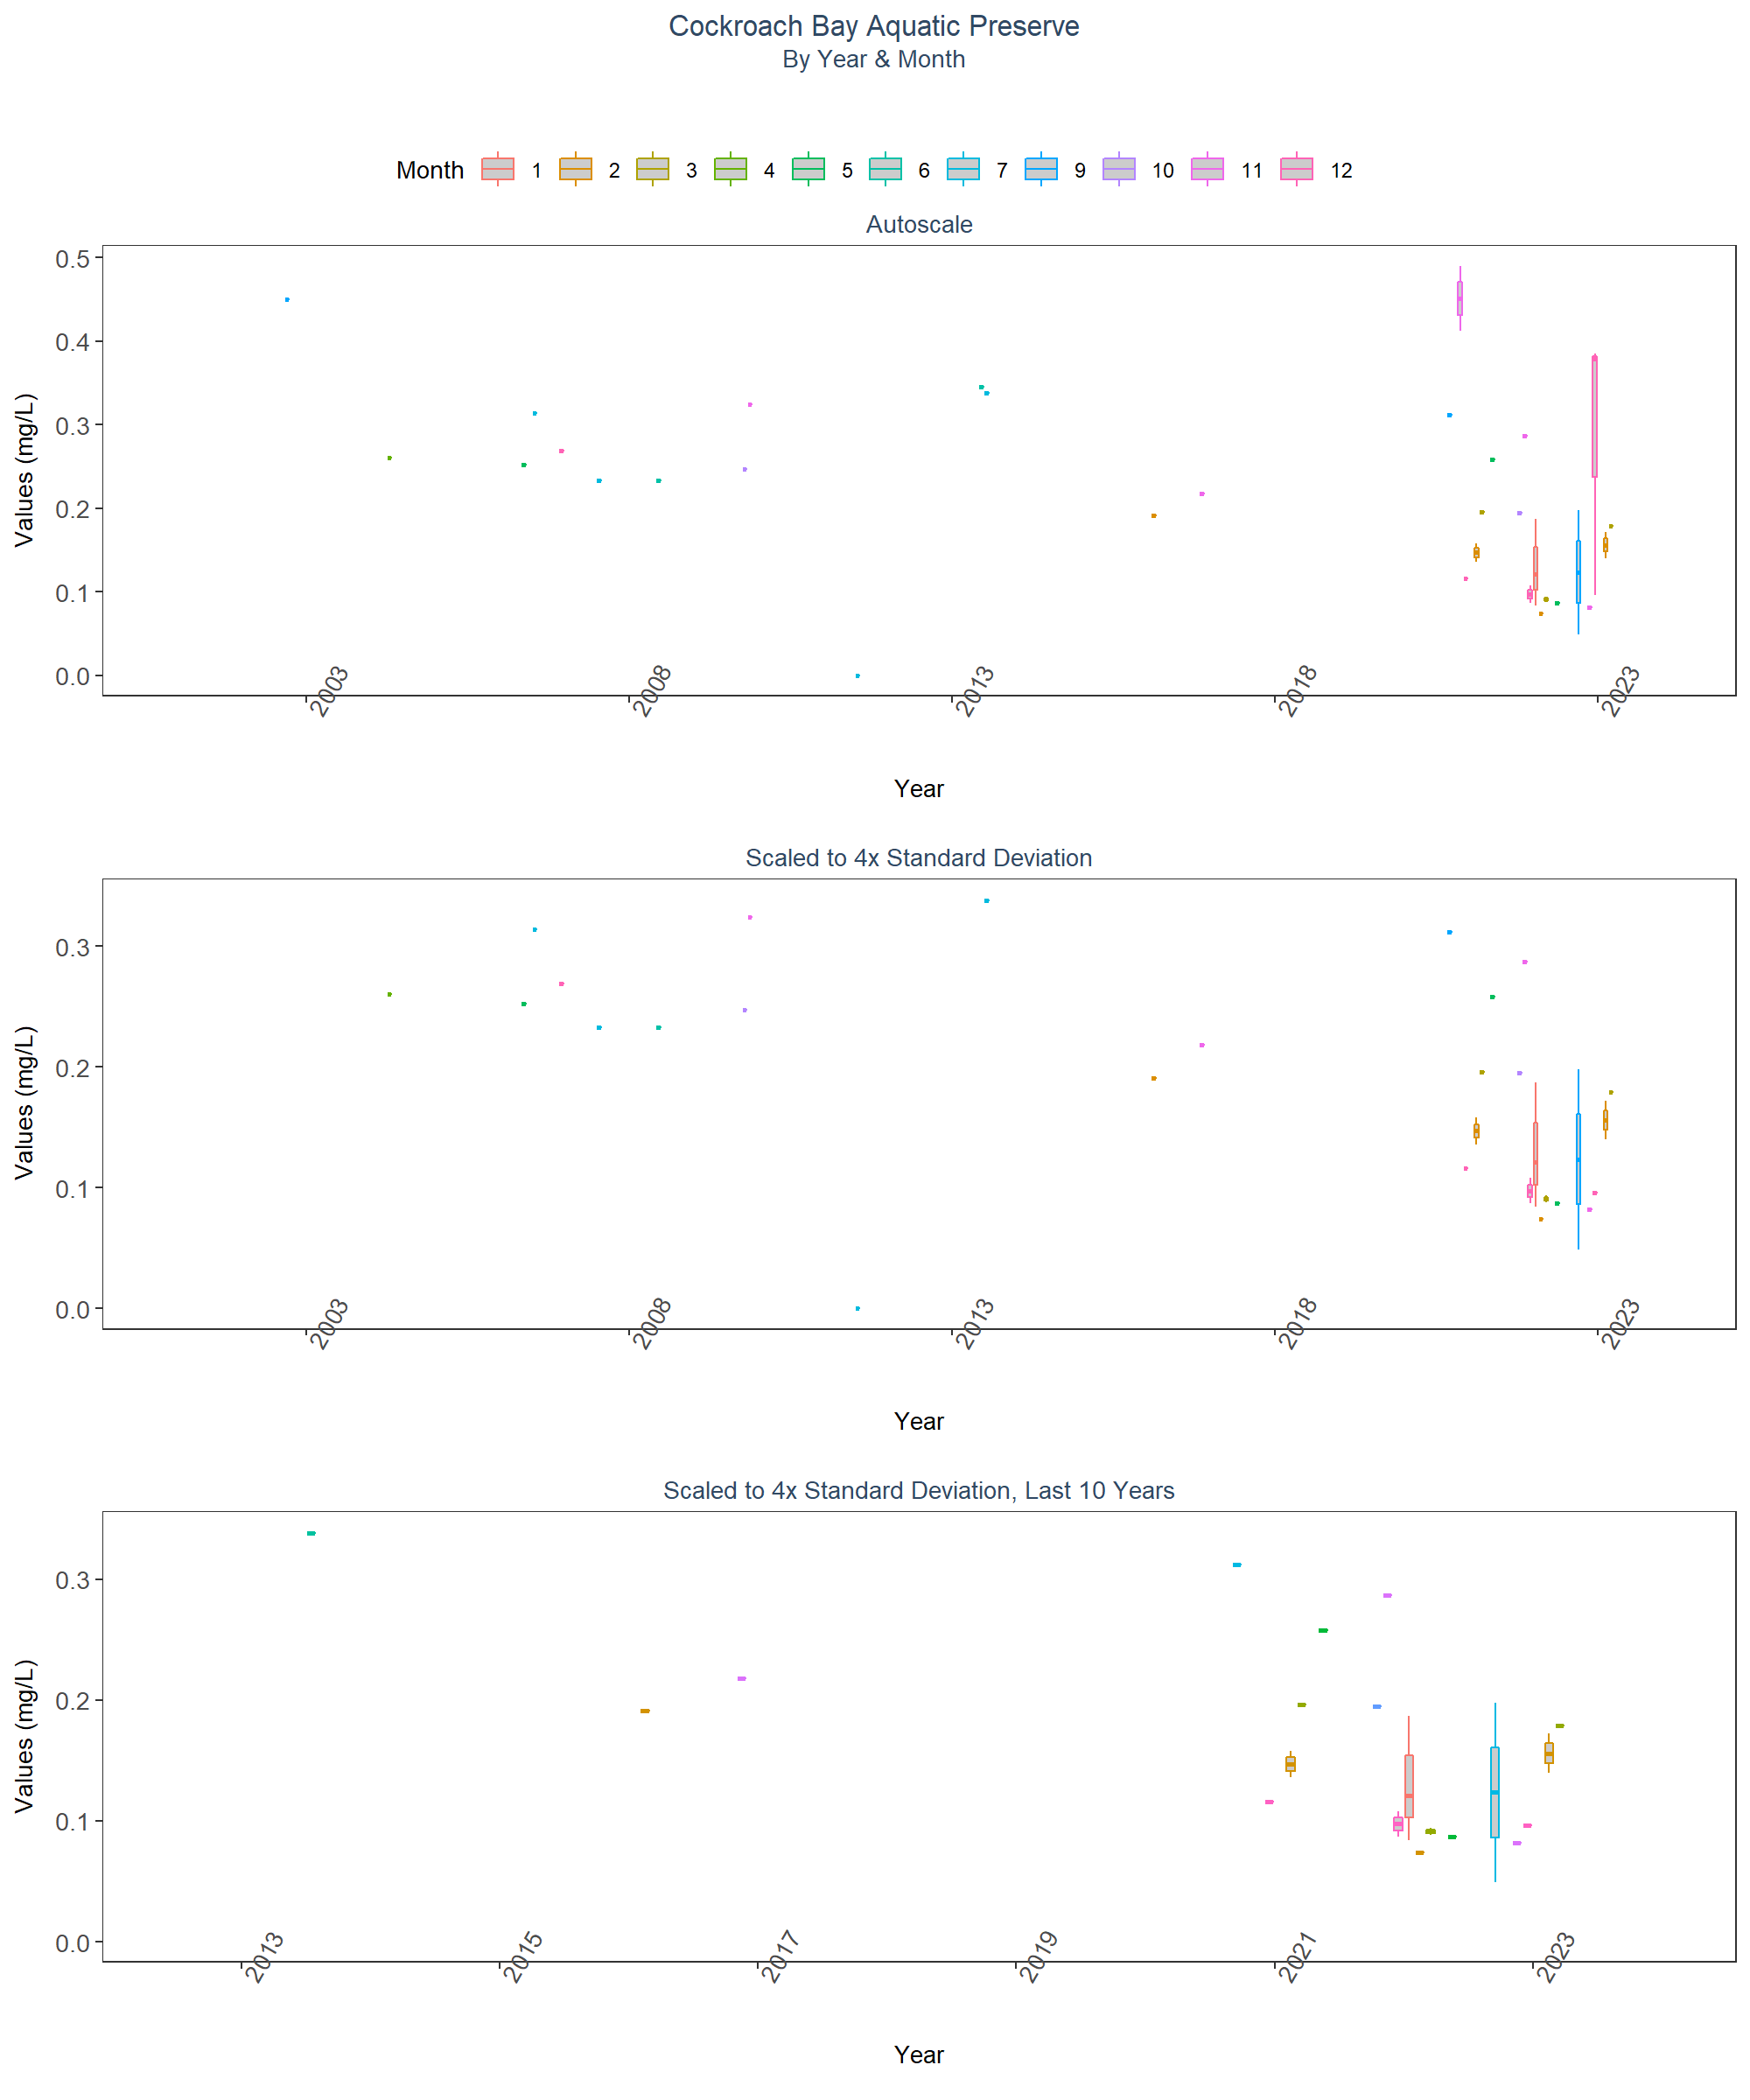 Cockroach Bay Aquatic Preserve
By Year & Month
Month 1 2 3 4 5 6 7 9 10 11 12
Autoscale
Values (mg/L)
0.5
0.4
0.3
0.2
0.1
0.0
2003 2008 2013 2018 2023
Year
Scaled to 4x Standard Deviation
Values (mg/L)
0.3
0.2
0.1
0.0
2003 2008 2013 2018 2023
Year
Scaled to 4x Standard Deviation, Last 10 Years
Values (mg/L)
0.3
0.2
0.1
0.0
2013 2015 2017 2019 2021 2023
Year